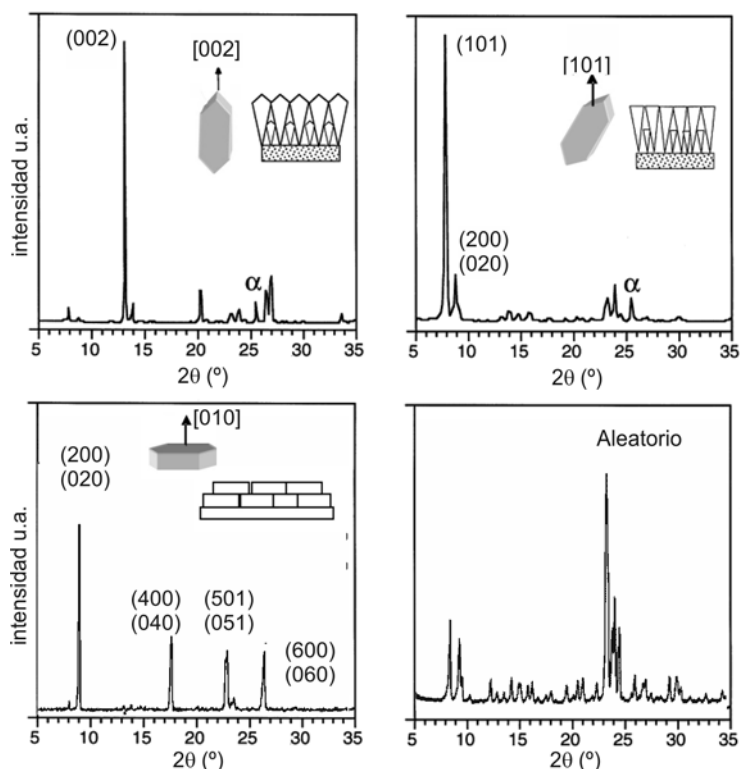 (002)
[002]
α
intensidad u.a.
5 10 15 20 25 30 35
2θ (º)
(101)
[101]
(200)
(020)
α
5 10 15 20 25 30 35
2θ (º)
[010]
(200)
(020)
(400)
(040)
(501)
(051)
(600)
(060)
intensidad u.a.
5 10 15 20 25 30 35
2θ (º)
Aleatorio
5 10 15 20 25 30 35
2θ (º)